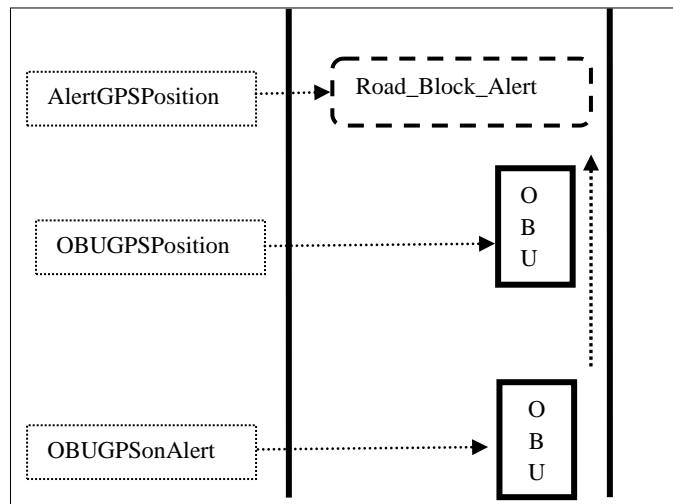 AlertGPSPosition
Road_Block_Alert
OBUGPSPosition
O
B
U
OBUGPSonAlert
O
B
U